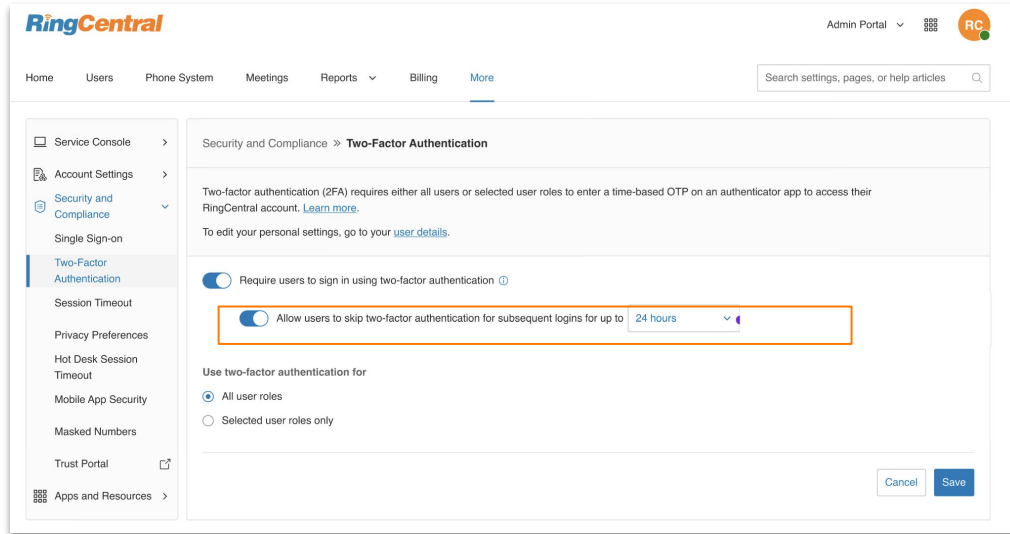 RingCentral
Admin Portal
RC
Home Users Phone System Meetings Reports Billing More
Search settings, pages, or help articles
Service Console
Account Settings
Security and
Compliance
Single Sign-on
Two-Factor
Authentication
Session Timeout
Privacy Preferences
Hot Desk Session
Timeout
Mobile App Security
Masked Numbers
Trust Portal
Apps and Resources
Security and Compliance » Two-Factor Authentication
Two-factor authentication (2FA) requires either all users or selected user roles to enter a time-based OTP on an authenticator app to access their
RingCentral account. Learn more.
To edit your personal settings, go to your user details.
Require users to sign in using two-factor authentication
Allow users to skip two-factor authentication for subsequent logins for up to 24 hours
Use two-factor authentication for
All user roles
Selected user roles only
Cancel Save